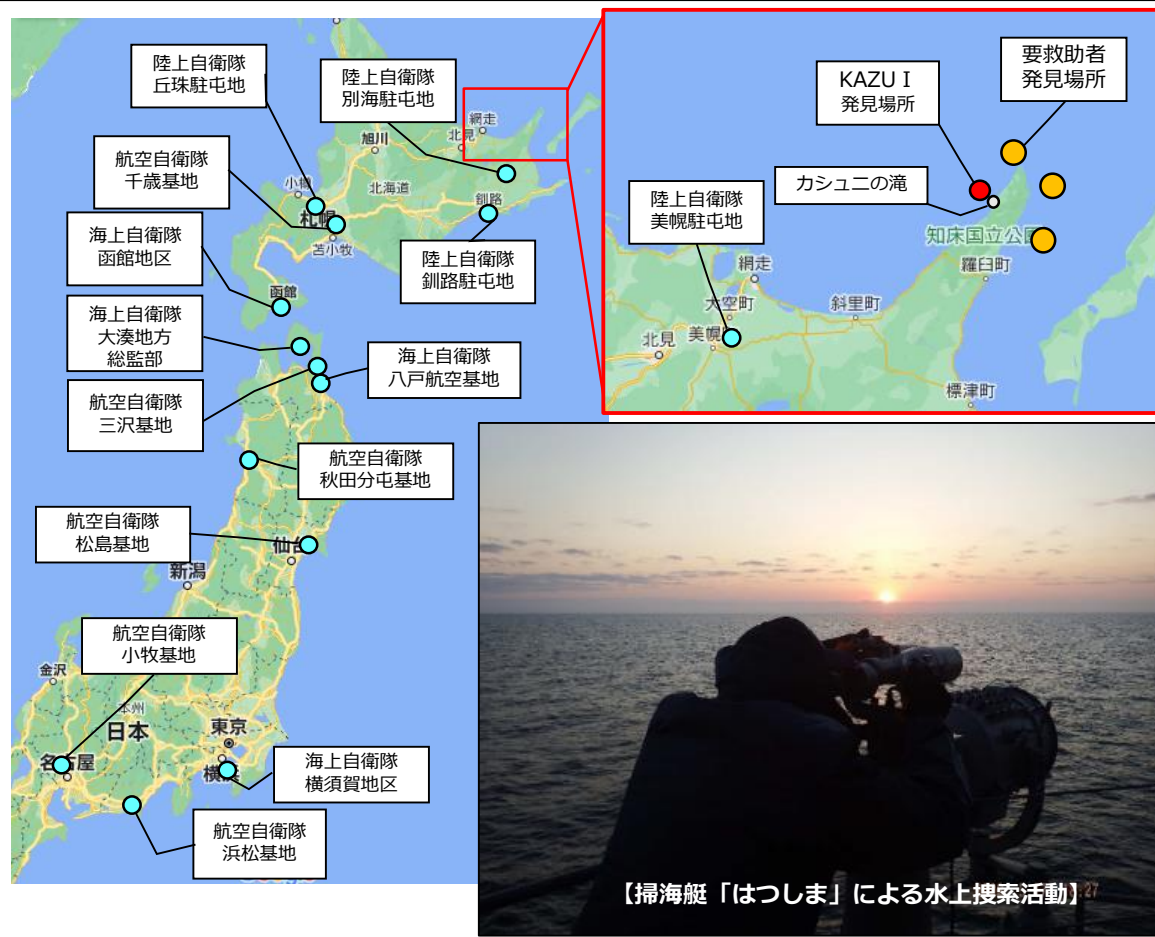 陸上自衛隊
丘珠駐屯地
陸上自衛隊
別海駐屯地
航空自衛隊
千歳基地
海上自衛隊
函館地区
陸上自衛隊
釧路駐屯地
海上自衛隊
大湊地方
総監部
海上自衛隊
八戸航空基地
航空自衛隊
三沢基地
航空自衛隊
秋田分屯基地
航空自衛隊
松島基地
航空自衛隊
小牧基地
海上自衛隊
横須賀地区
航空自衛隊
浜松基地
網走
北見
旭川
小樽
北海道
札幌
釧路
苫小牧
函館
仙台
新潟
金沢
本州
日本
東京
名古屋
横浜
KAZU I
発見場所
要救助者
発見場所
カシュニの滝
陸上自衛隊
美幌駐屯地
知床国立公園
網走
羅臼町
大空町
斜里町
北見
美幌町
標津町
【掃海艇「はつしま」による水上捜索活動】